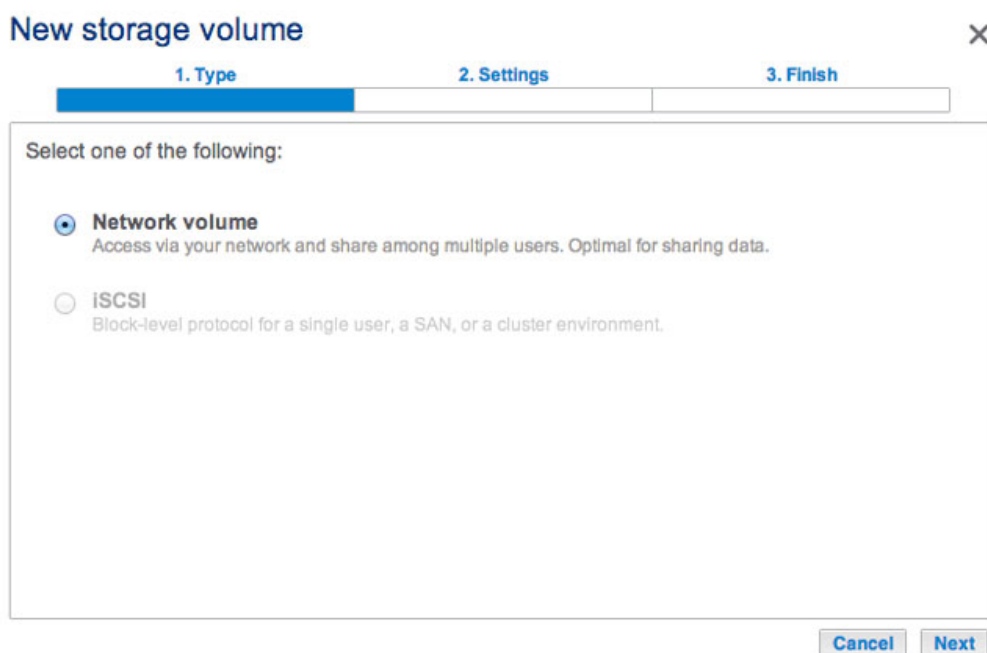 New storage volume
1. Type
2. Settings
3. Finish
Select one of the following:
Network volume
Access via your network and share among multiple users. Optimal for sharing data.
iSCSI
Block-level protocol for a single user, a SAN, or a cluster environment.
Cancel
Next